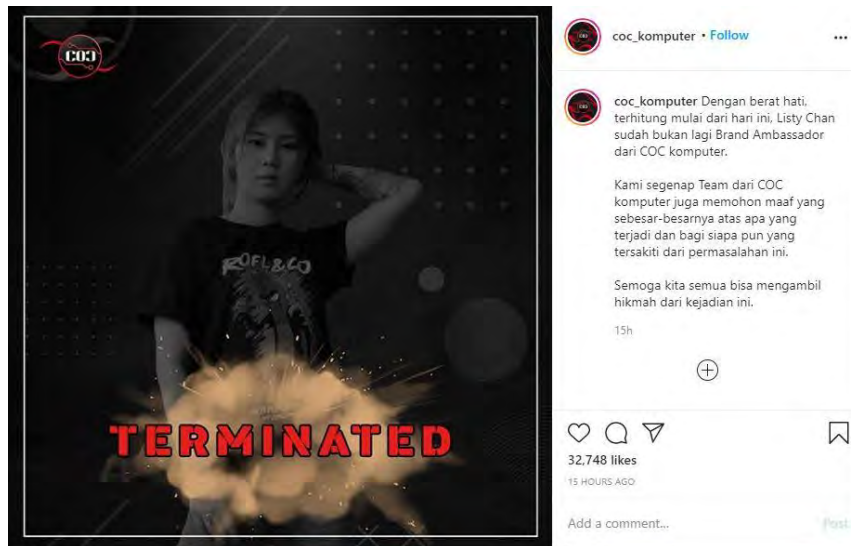 COC
ROFL&CO
TERMINATED
coc_komputer • Follow
coc_komputer Dengan berat hati,
terhitung mulai dari hari ini, Listy Chan
sudah bukan lagi Brand Ambassador
dari COC komputer.
Kami segenap Team dari COC
komputer juga memohon maaf yang
sebesar-besarnya atas apa yang
terjadi dan bagi siapa pun yang
tersakiti dari permasalahan ini.
Semoga kita semua bisa mengambil
hikmah dari kejadian ini.
15h
32,748 likes
15 HOURS AGO
Add a comment...
Post